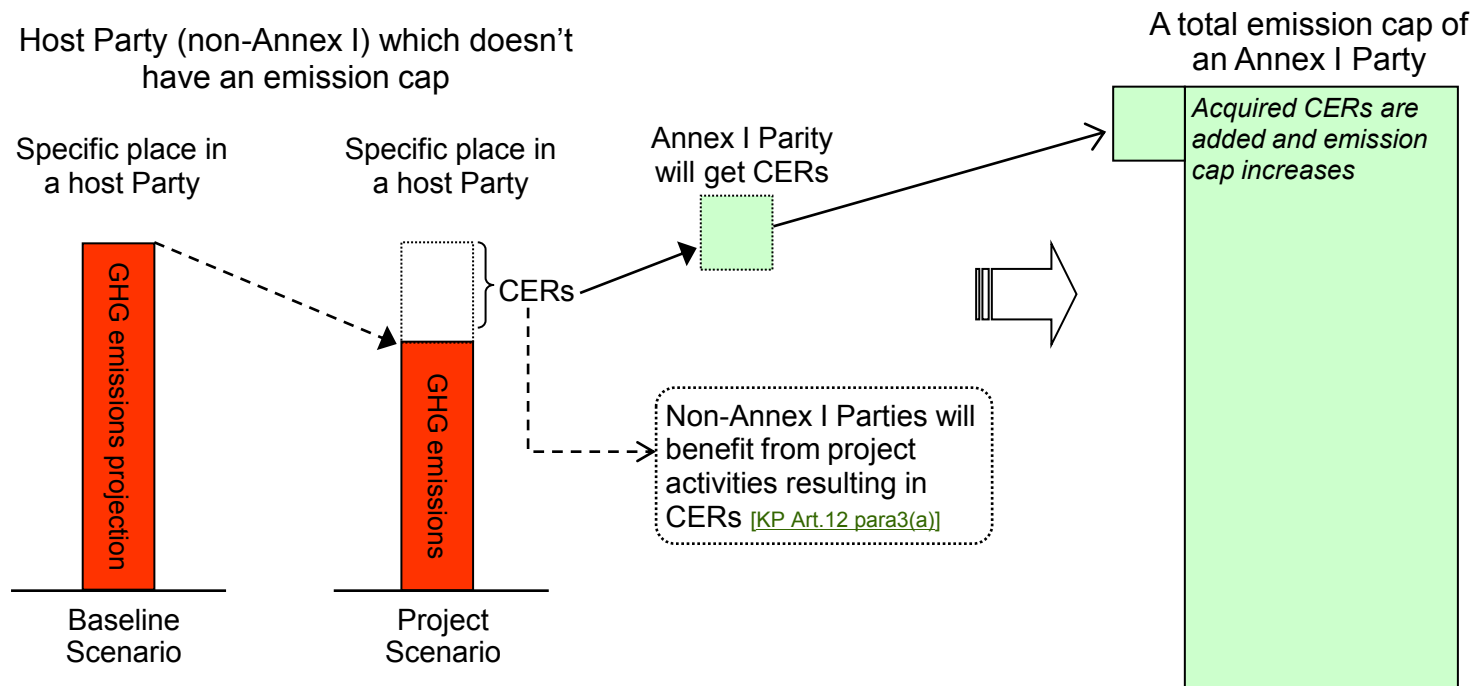 Host Party (non-Annex I) which doesn't
have an emission cap
Specific place in
a host Party
GHG emissions projection
Baseline
Scenario
Specific place in
a host Party
GHG emissions
Project
Scenario
CERs
Annex I Parity
will get CERs
Non-Annex I Parties will
benefit from project
activities resulting in
CERs [KP Art.12 para3(a)]
A total emission cap of
an Annex I Party
Acquired CERs are
added and emission
cap increases